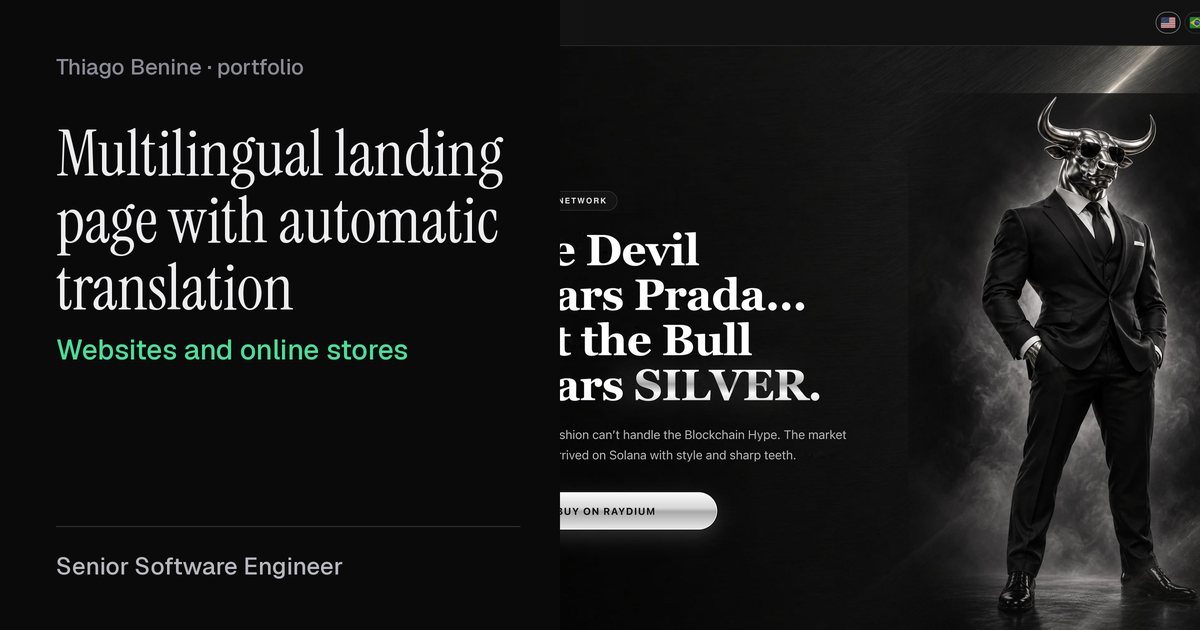 Thiago Benine · portfolio
Multilingual landing
page with automatic
translation
Websites and online stores
Senior Software Engineer
NETWORK
e Devil
ars Prada...
t the Bull
ars SILVER.
shion can’t handle the Blockchain Hype. The market
rrived on Solana with style and sharp teeth.
BUY ON RAYDIUM